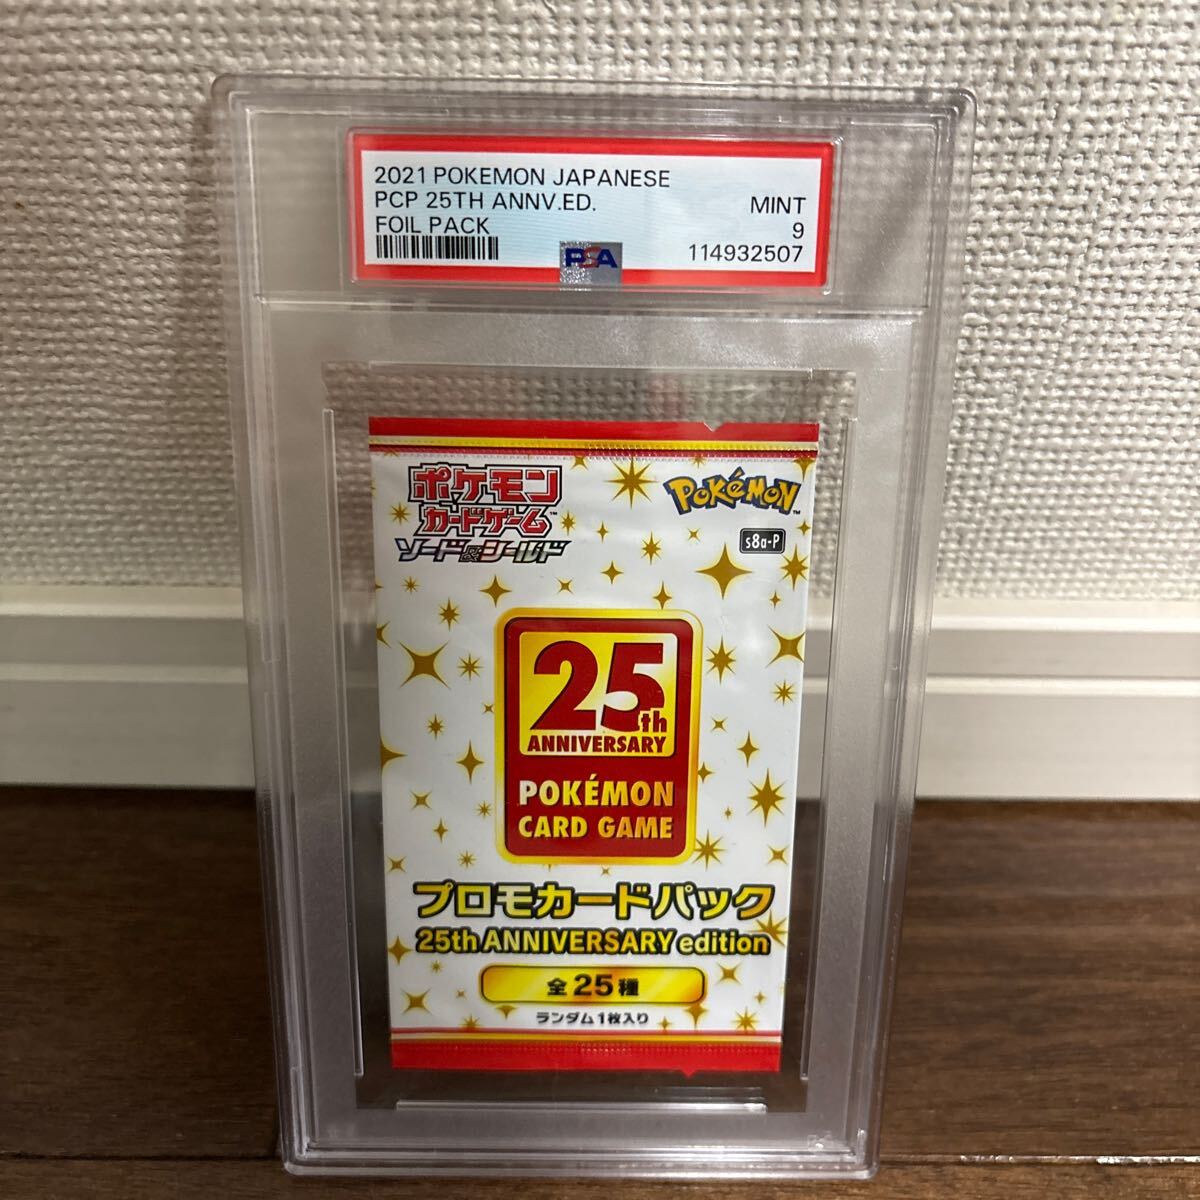 2021 POKEMON JAPANESE
PCP 25TH ANNV.ED.
MINT
FOIL PACK
9
PSA
114932507
ポケモン
カードゲーム™
ソード&シールド
POKéMON™
s8a-P
25th
ANNIVERSARY
POKÉMON
CARD GAME
プロモカードパック
25th ANNIVERSARY edition
全25種
ランダム1枚入り